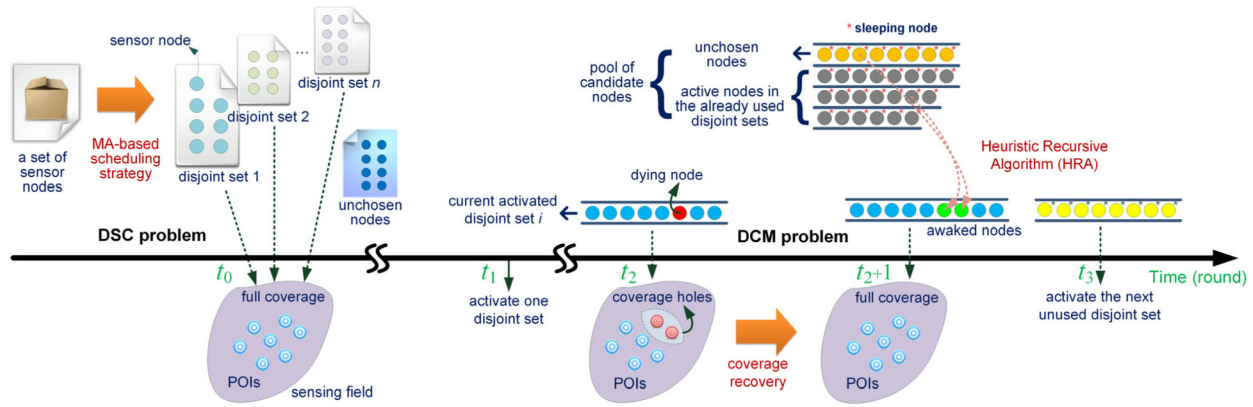 sensor node
a set of
sensor
nodes
MA-based
scheduling
strategy
disjoint set 1
disjoint set 2
...
disjoint set n
unchosen
nodes
* sleeping node
pool of
candidate
nodes
unchosen
nodes
active nodes in
the already used
disjoint sets
Heuristic Recursive
Algorithm (HRA)
dying node
current activated
disjoint set i
awaked nodes
DSC problem
DCM problem
t0
t1
t2
t2+1
t3
Time (round)
full coverage
POIs
sensing field
activate one
disjoint set
coverage holes
POIs
coverage
recovery
full coverage
POIs
activate the next
unused disjoint set